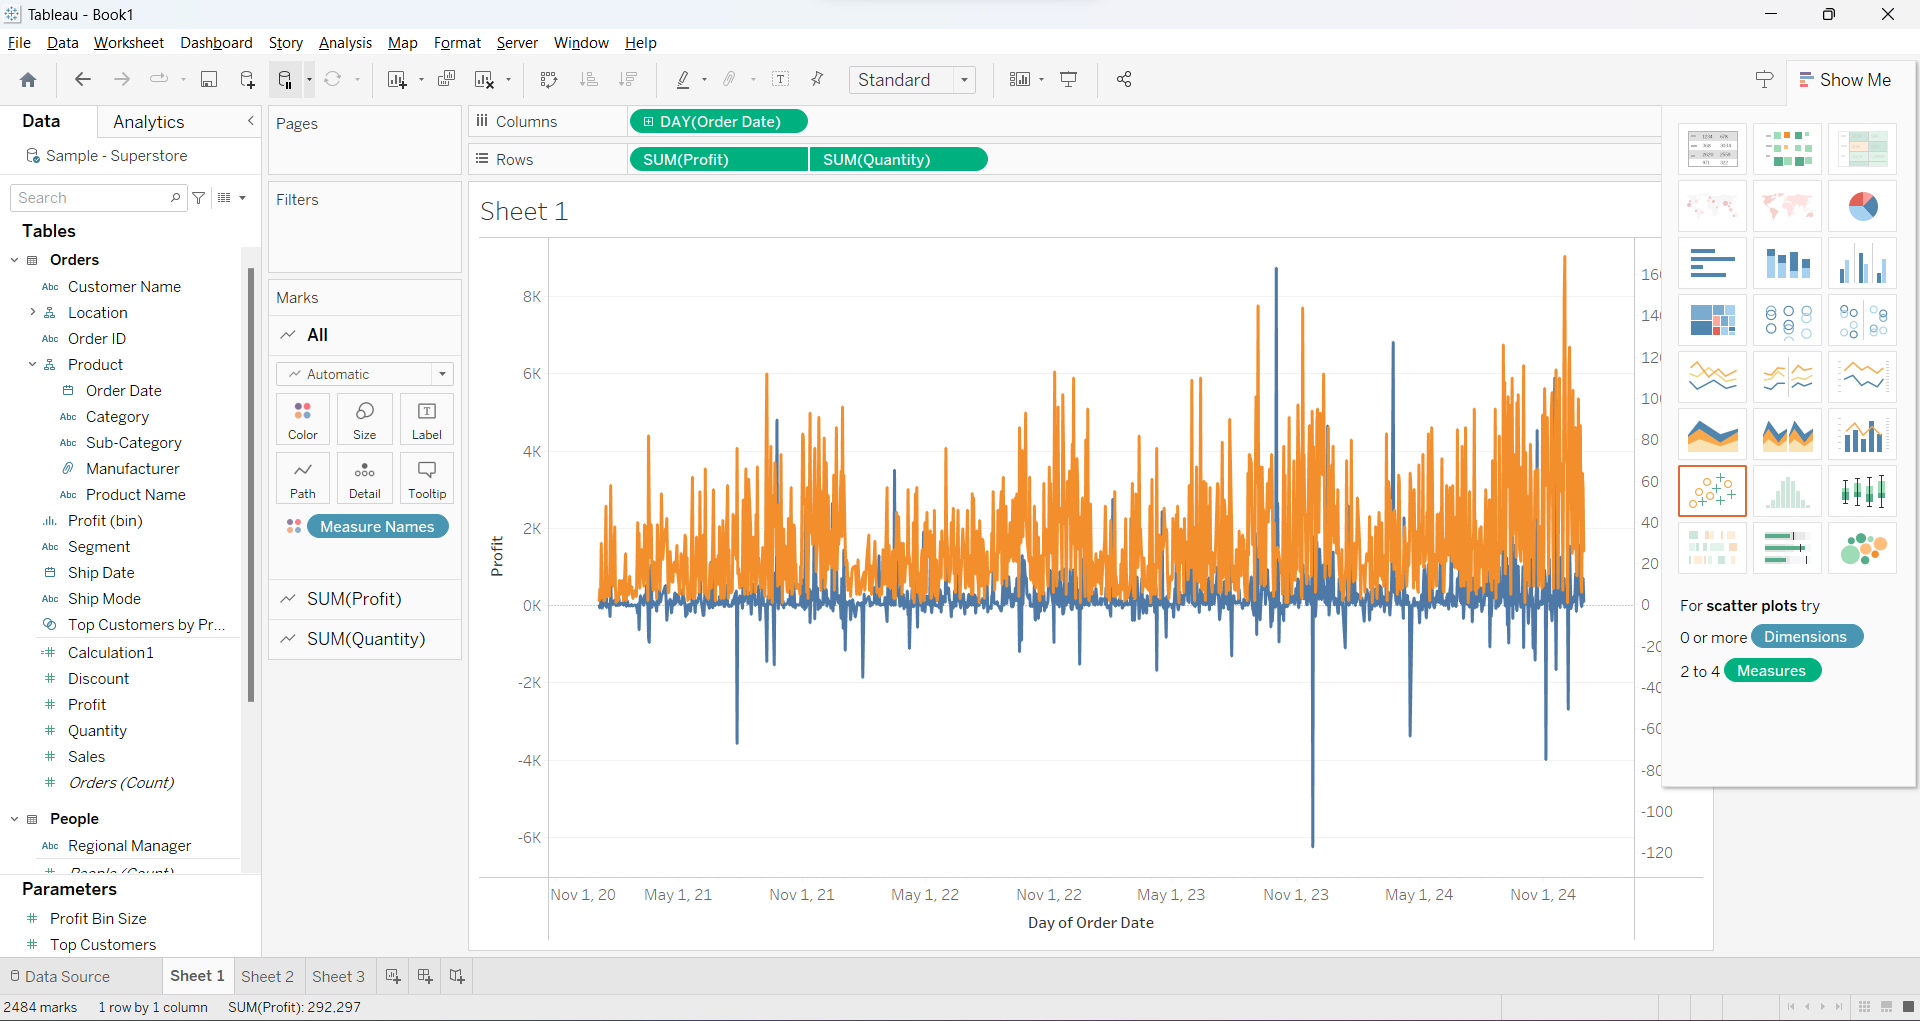 Tableau - Book1
File Data Worksheet Dashboard Story Analysis Map Format Server Window Help
Standard
Show Me
Data Analytics
Sample - Superstore
Search
Tables
Orders
Customer Name
Location
Order ID
Product
Order Date
Category
Sub-Category
Manufacturer
Product Name
Profit (bin)
Segment
Ship Date
Ship Mode
Top Customers by Pr...
Calculation1
Discount
Profit
Quantity
Sales
Orders (Count)
People
Regional Manager
People (Count)
Parameters
Profit Bin Size
Top Customers
Pages
Filters
Marks
All
Automatic
Color Size Label
Path Detail Tooltip
Measure Names
SUM(Profit)
SUM(Quantity)
Columns DAY(Order Date)
Rows SUM(Profit) SUM(Quantity)
Sheet 1
8K
6K
4K
2K
0K
-2K
-4K
-6K
Profit
80
60
40
20
0
-100
-120
Nov 1, 20 May 1, 21 Nov 1, 21 May 1, 22 Nov 1, 22 May 1, 23 Nov 1, 23 May 1, 24 Nov 1, 24
Day of Order Date
For scatter plots try
0 or more Dimensions
2 to 4 Measures
Data Source Sheet 1 Sheet 2 Sheet 3
2484 marks 1 row by 1 column SUM(Profit): 292,297